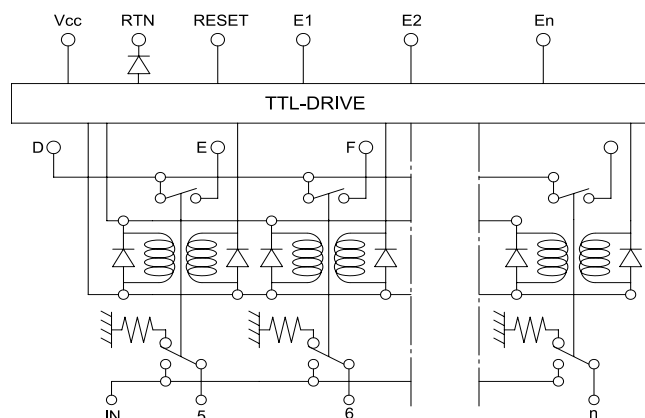 Vcc RTN RESET E1 E2 En
TTL-DRIVE
D E F
IN 5 6 n